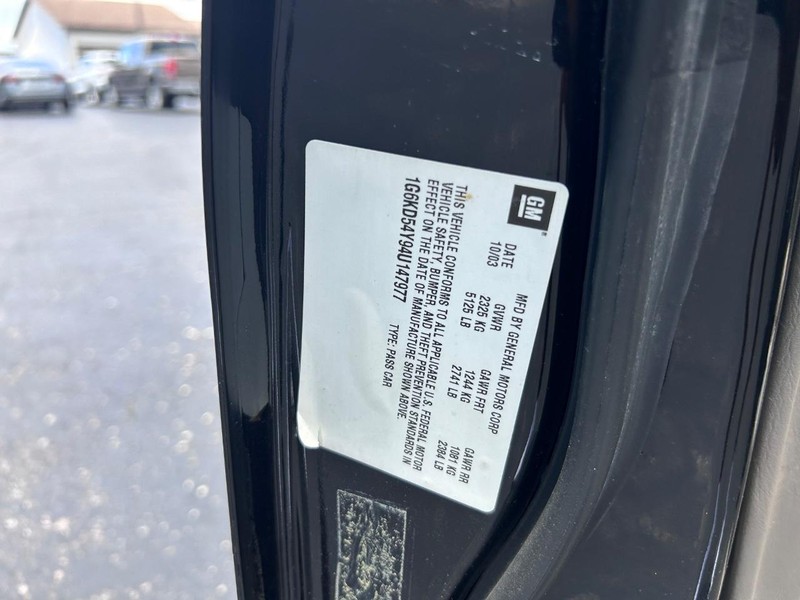 GM
MFD BY GENERAL MOTORS CORP
DATE GVWR GAWR FRT GAWR RR
10/03 2325 KG 1244 KG 1081 KG
5125 LB 2741 LB 2384 LB
THIS VEHICLE CONFORMS TO ALL APPLICABLE U.S. FEDERAL MOTOR
VEHICLE SAFETY, BUMPER, AND THEFT PREVENTION STANDARDS IN
EFFECT ON THE DATE OF MANUFACTURE SHOWN ABOVE.
1G6KD54Y94U147977 TYPE: PASS CAR